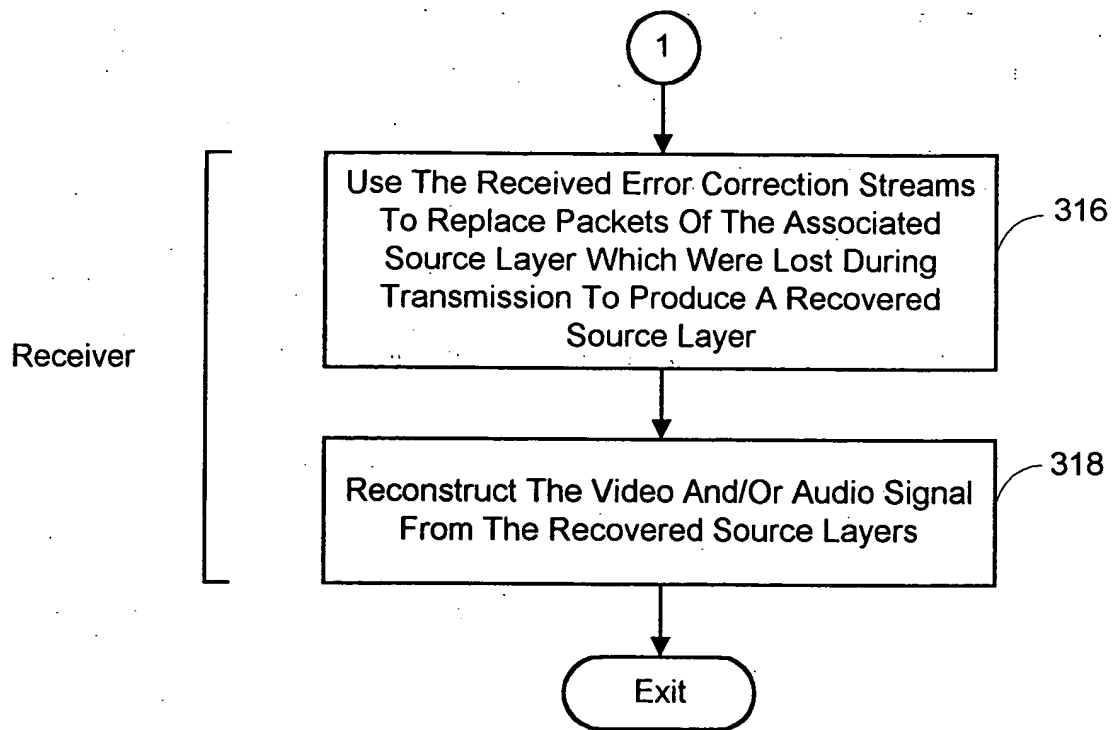 1
Use The Received Error Correction Streams
To Replace Packets Of The Associated
Source Layer Which Were Lost During
Transmission To Produce A Recovered
Source Layer
316
Receiver
Reconstruct The Video And/Or Audio Signal
From The Recovered Source Layers
318
Exit